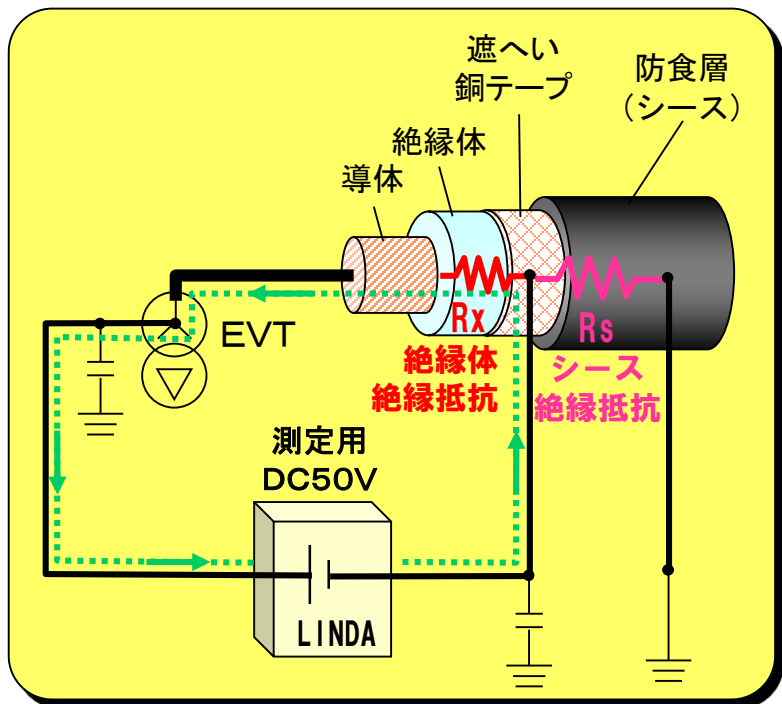 遮へい
銅テープ
防食層
（シース）
絶縁体
導体
EVT
Rx
絶縁体
絶縁抵抗
Rs
シース
絶縁抵抗
測定用
DC50V
LINDA